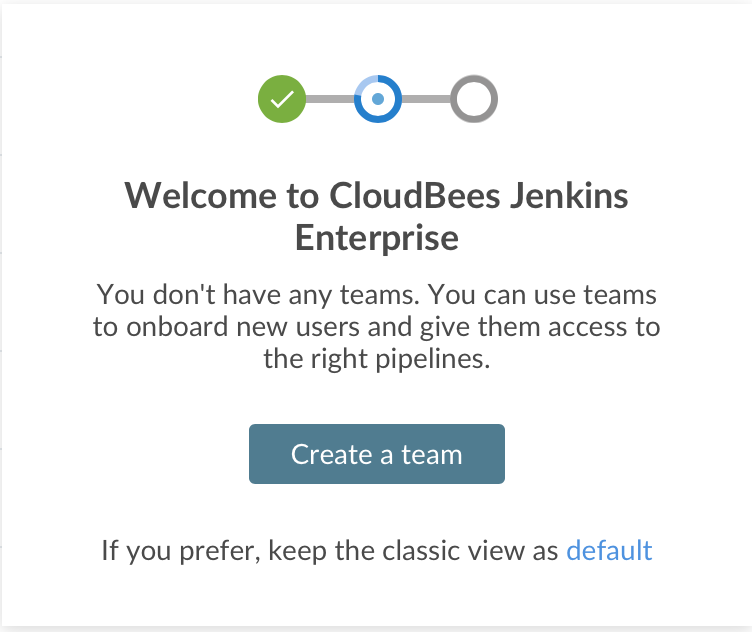 Welcome to CloudBees Jenkins
Enterprise
You don't have any teams. You can use teams
to onboard new users and give them access to
the right pipelines.
Create a team
If you prefer, keep the classic view as default